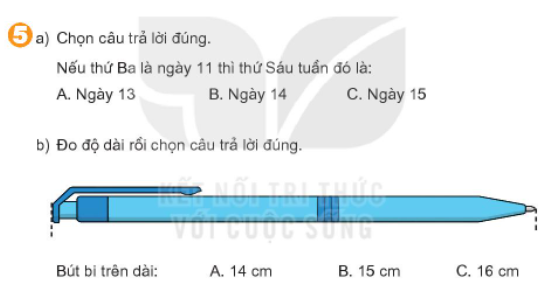 5 a) Chọn câu trả lời đúng.
Nếu thứ Ba là ngày 11 thì thứ Sáu tuần đó là:
A. Ngày 13 B. Ngày 14 C. Ngày 15
b) Đo độ dài rồi chọn câu trả lời đúng.
KẾT NỐI TRI THỨC
VỚI CUỘC SỐNG
Bút bi trên dài: A. 14 cm B. 15 cm C. 16 cm